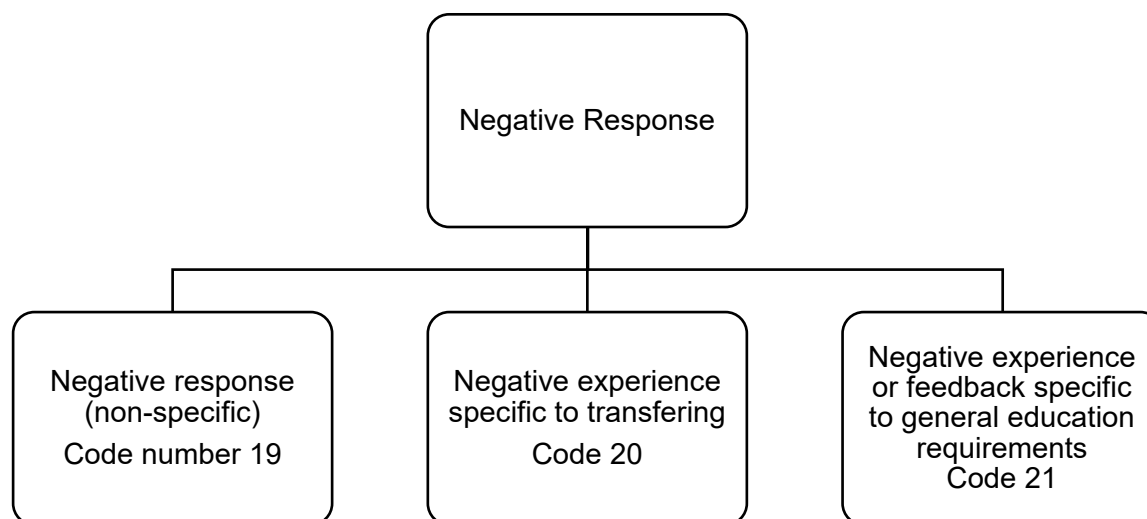 Negative Response
Negative response
(non-specific)
Code number 19
Negative experience
specific to transfering
Code 20
Negative experience
or feedback specific
to general education
requirements
Code 21